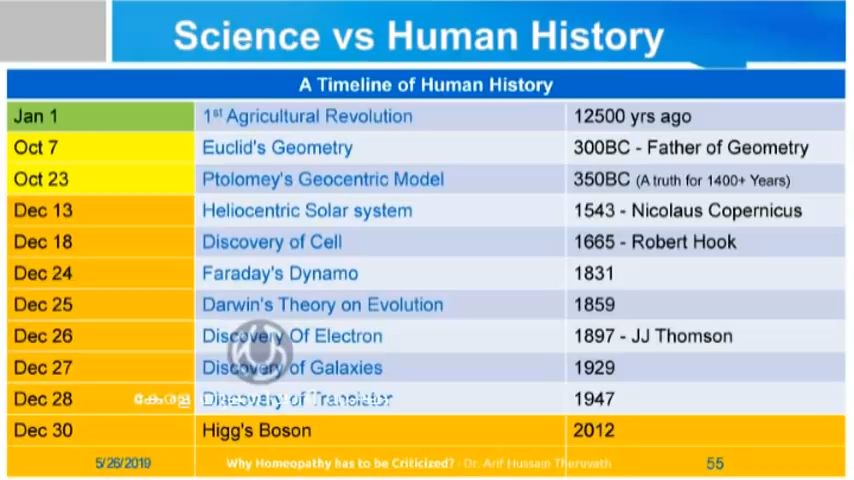 Science vs Human History
A Timeline of Human History
Jan 1 1st Agricultural Revolution 12500 yrs ago
Oct 7 Euclid's Geometry 300BC - Father of Geometry
Oct 23 Ptolomey's Geocentric Model 350BC (A truth for 1400+ Years)
Dec 13 Heliocentric Solar system 1543 - Nicolaus Copernicus
Dec 18 Discovery of Cell 1665 - Robert Hook
Dec 24 Faraday's Dynamo 1831
Dec 25 Darwin's Theory on Evolution 1859
Dec 26 Discovery Of Electron 1897 - JJ Thomson
Dec 27 Discovery of Galaxies 1929
Dec 28 കേരള Discovery of 1947
Dec 30 Higg's Boson 2012
5/26/2019 Why Homeopathy has to be Criticized? : Dr. Arif Hussain Theruvath 55